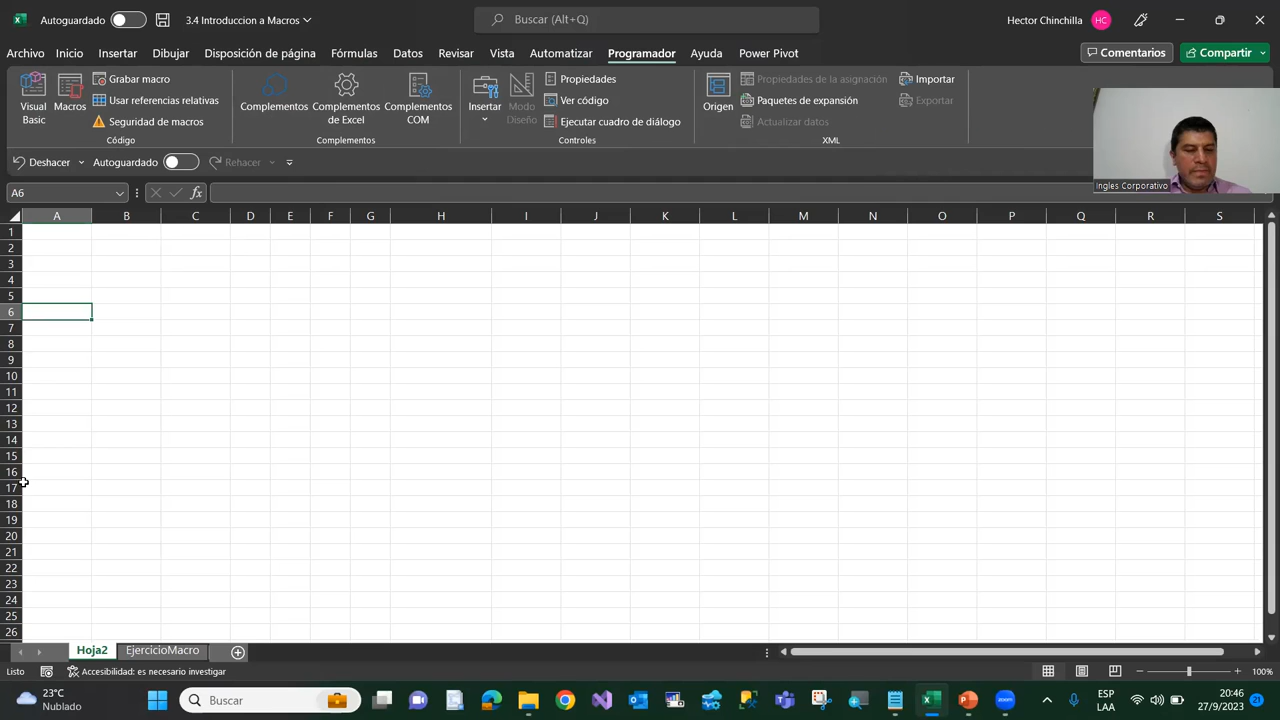 Autoguardado
3.4 Introduccion a Macros
Buscar (Alt+Q)
Hector Chinchilla
HC
Archivo Inicio Insertar Dibujar Disposición de página Fórmulas Datos Revisar Vista Automatizar Programador Ayuda Power Pivot
Comentarios
Compartir
Visual Basic
Macros
Grabar macro
Usar referencias relativas
Seguridad de macros
Código
Complementos
Complementos de Excel
Complementos COM
Complementos
Insertar
Modo Diseño
Propiedades
Ver código
Ejecutar cuadro de diálogo
Controles
Origen
Propiedades de la asignación
Paquetes de expansión
Actualizar datos
Importar
Exportar
XML
Ingles Corporativo
Deshacer
Autoguardado
Rehacer
A6
fx
A B C D E F G H I J K L M N O P Q R S
1
2
3
4
5
6
7
8
9
10
11
12
13
14
15
16
17
18
19
20
21
22
23
24
25
26
Hoja2 EjercicioMacro
Listo
Accesibilidad: es necesario investigar
100%
23°C
Nublado
Buscar
ESP
LAA
20:46
27/9/2023
21